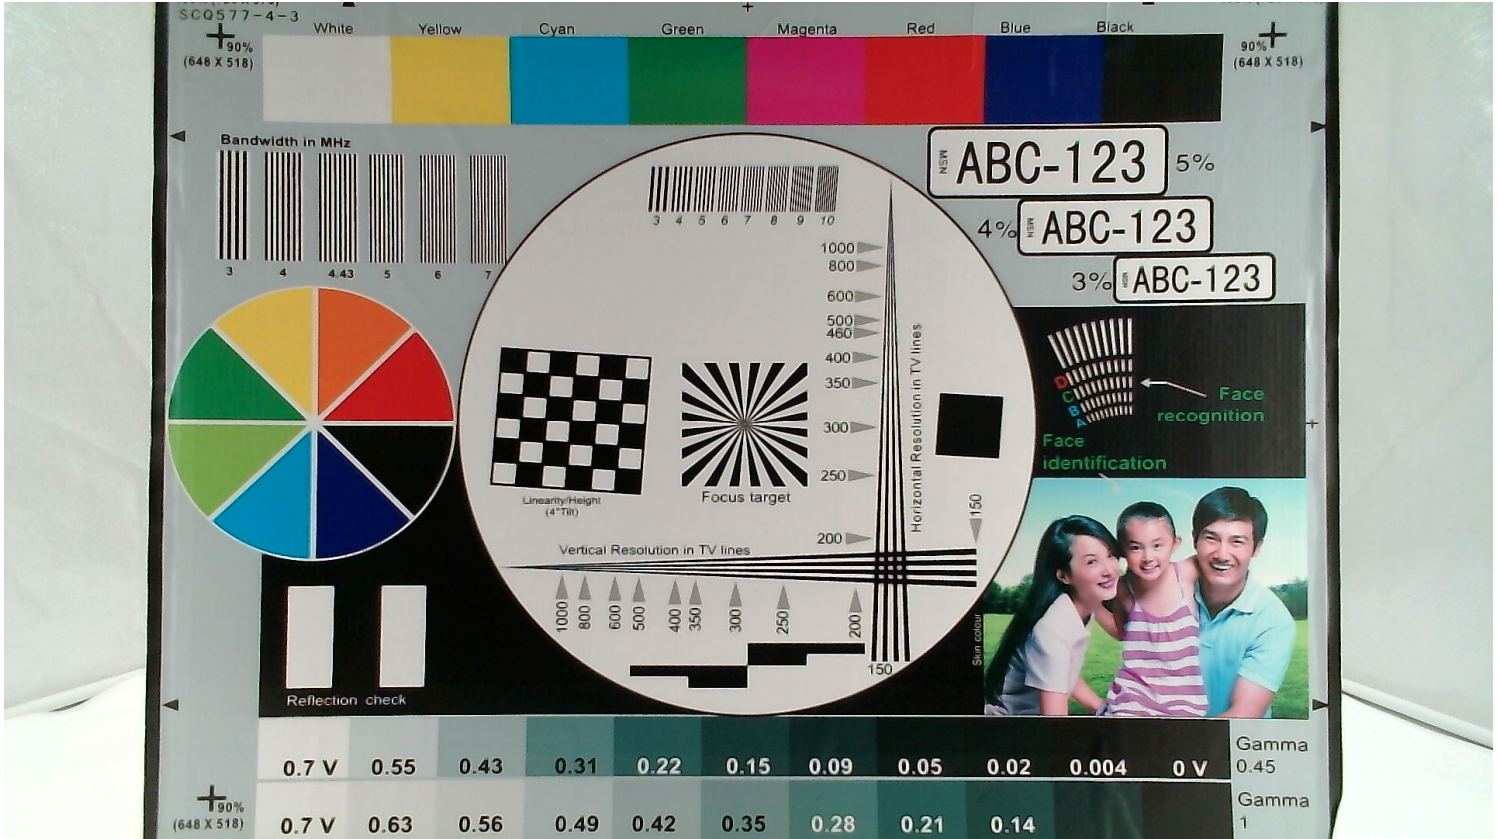 SCQ577-4-3
White Yellow Cyan Green Magenta Red Blue Black
90%
(648 X 518)
90%
(648 X 518)
Bandwidth in MHz
3 4 4.43 5 6 7
3 4 5 6 7 8 9 10
MSN ABC-123 5%
4% MSN ABC-123
3% MSN ABC-123
1000
800
600
500
460
400
350
300
250
200
150
Horizontal Resolution in TV lines
150
D
C
B
A
Face
recognition
Face
identification
Linearity/Height
(4°Tilt)
Focus target
Vertical Resolution in TV lines
1000 800 600 500 400 350 300 250 200
Skin colour
Reflection check
0.7 V 0.55 0.43 0.31 0.22 0.15 0.09 0.05 0.02 0.004 0 V
Gamma
0.45
90%
(648 X 518)
0.7 V 0.63 0.56 0.49 0.42 0.35 0.28 0.21 0.14
Gamma
1